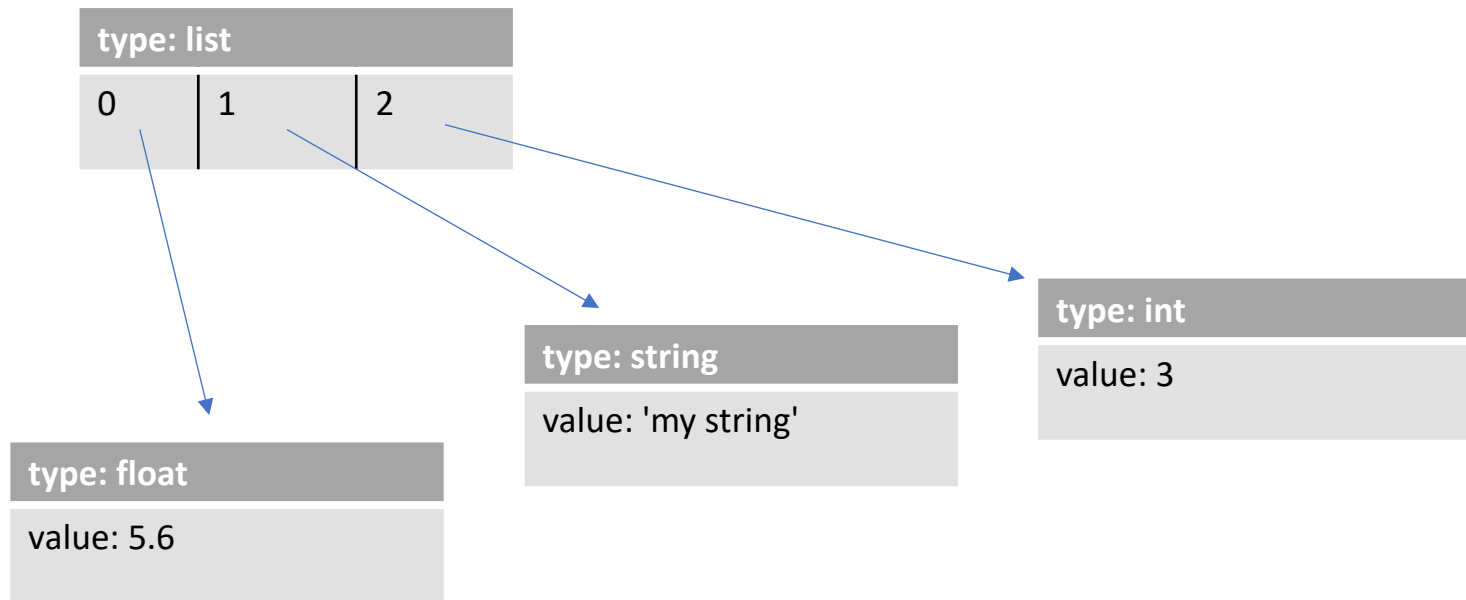 type: list
0 1 2
type: int
value: 3
type: string
value: 'my string'
type: float
value: 5.6